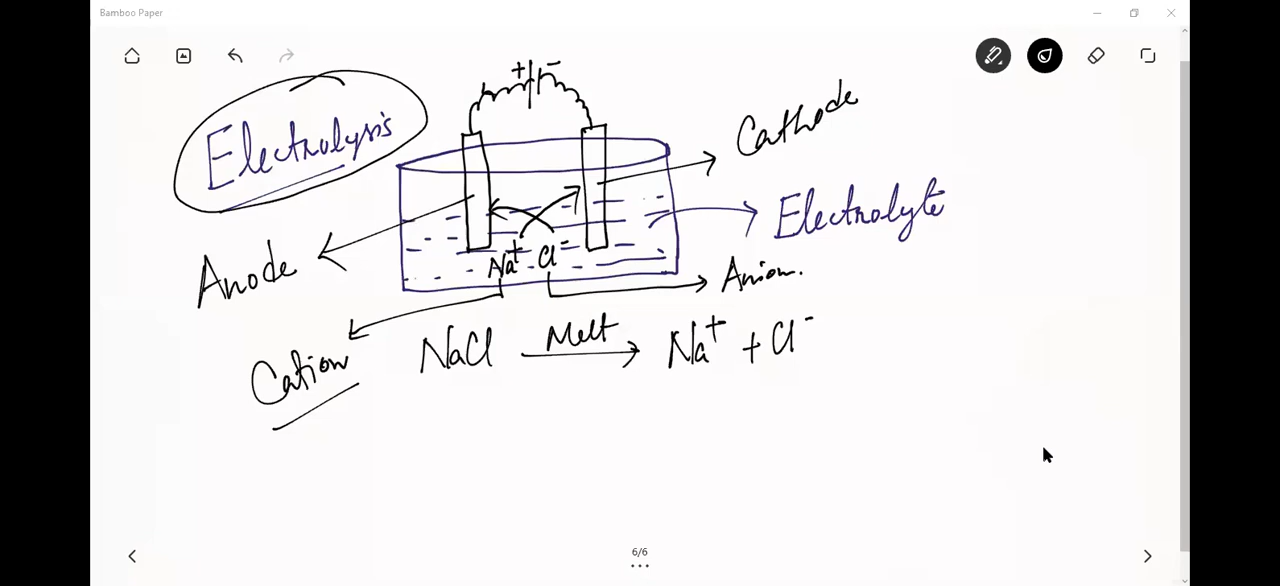 Bamboo Paper
+ -
Cathode
Electrolysis
Electrolyte
Anode
Na⁺ Cl⁻
Anion.
Cation
NaCl Melt → Na⁺ + Cl⁻
6/6